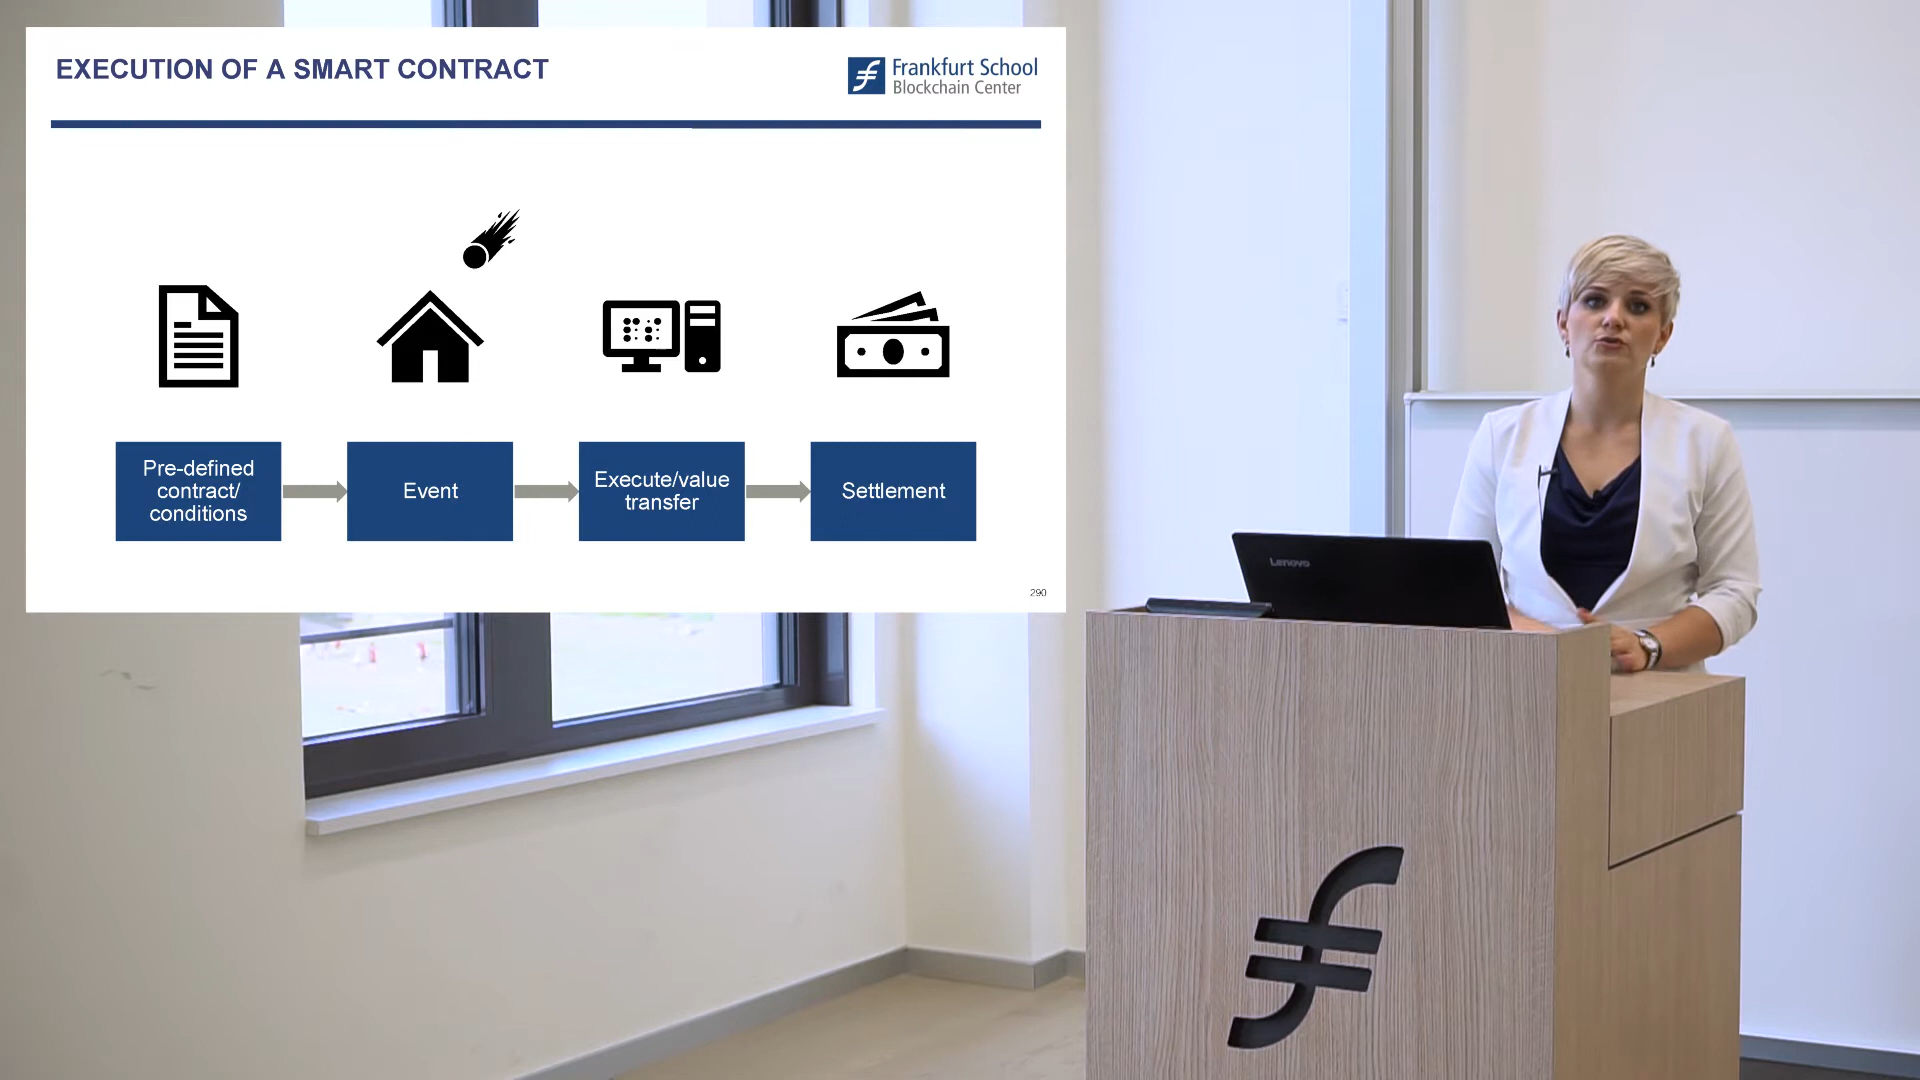 EXECUTION OF A SMART CONTRACT
Frankfurt School
Blockchain Center
Pre-defined
contract/
conditions
Event
Execute/value
transfer
Settlement
290
Lenovo